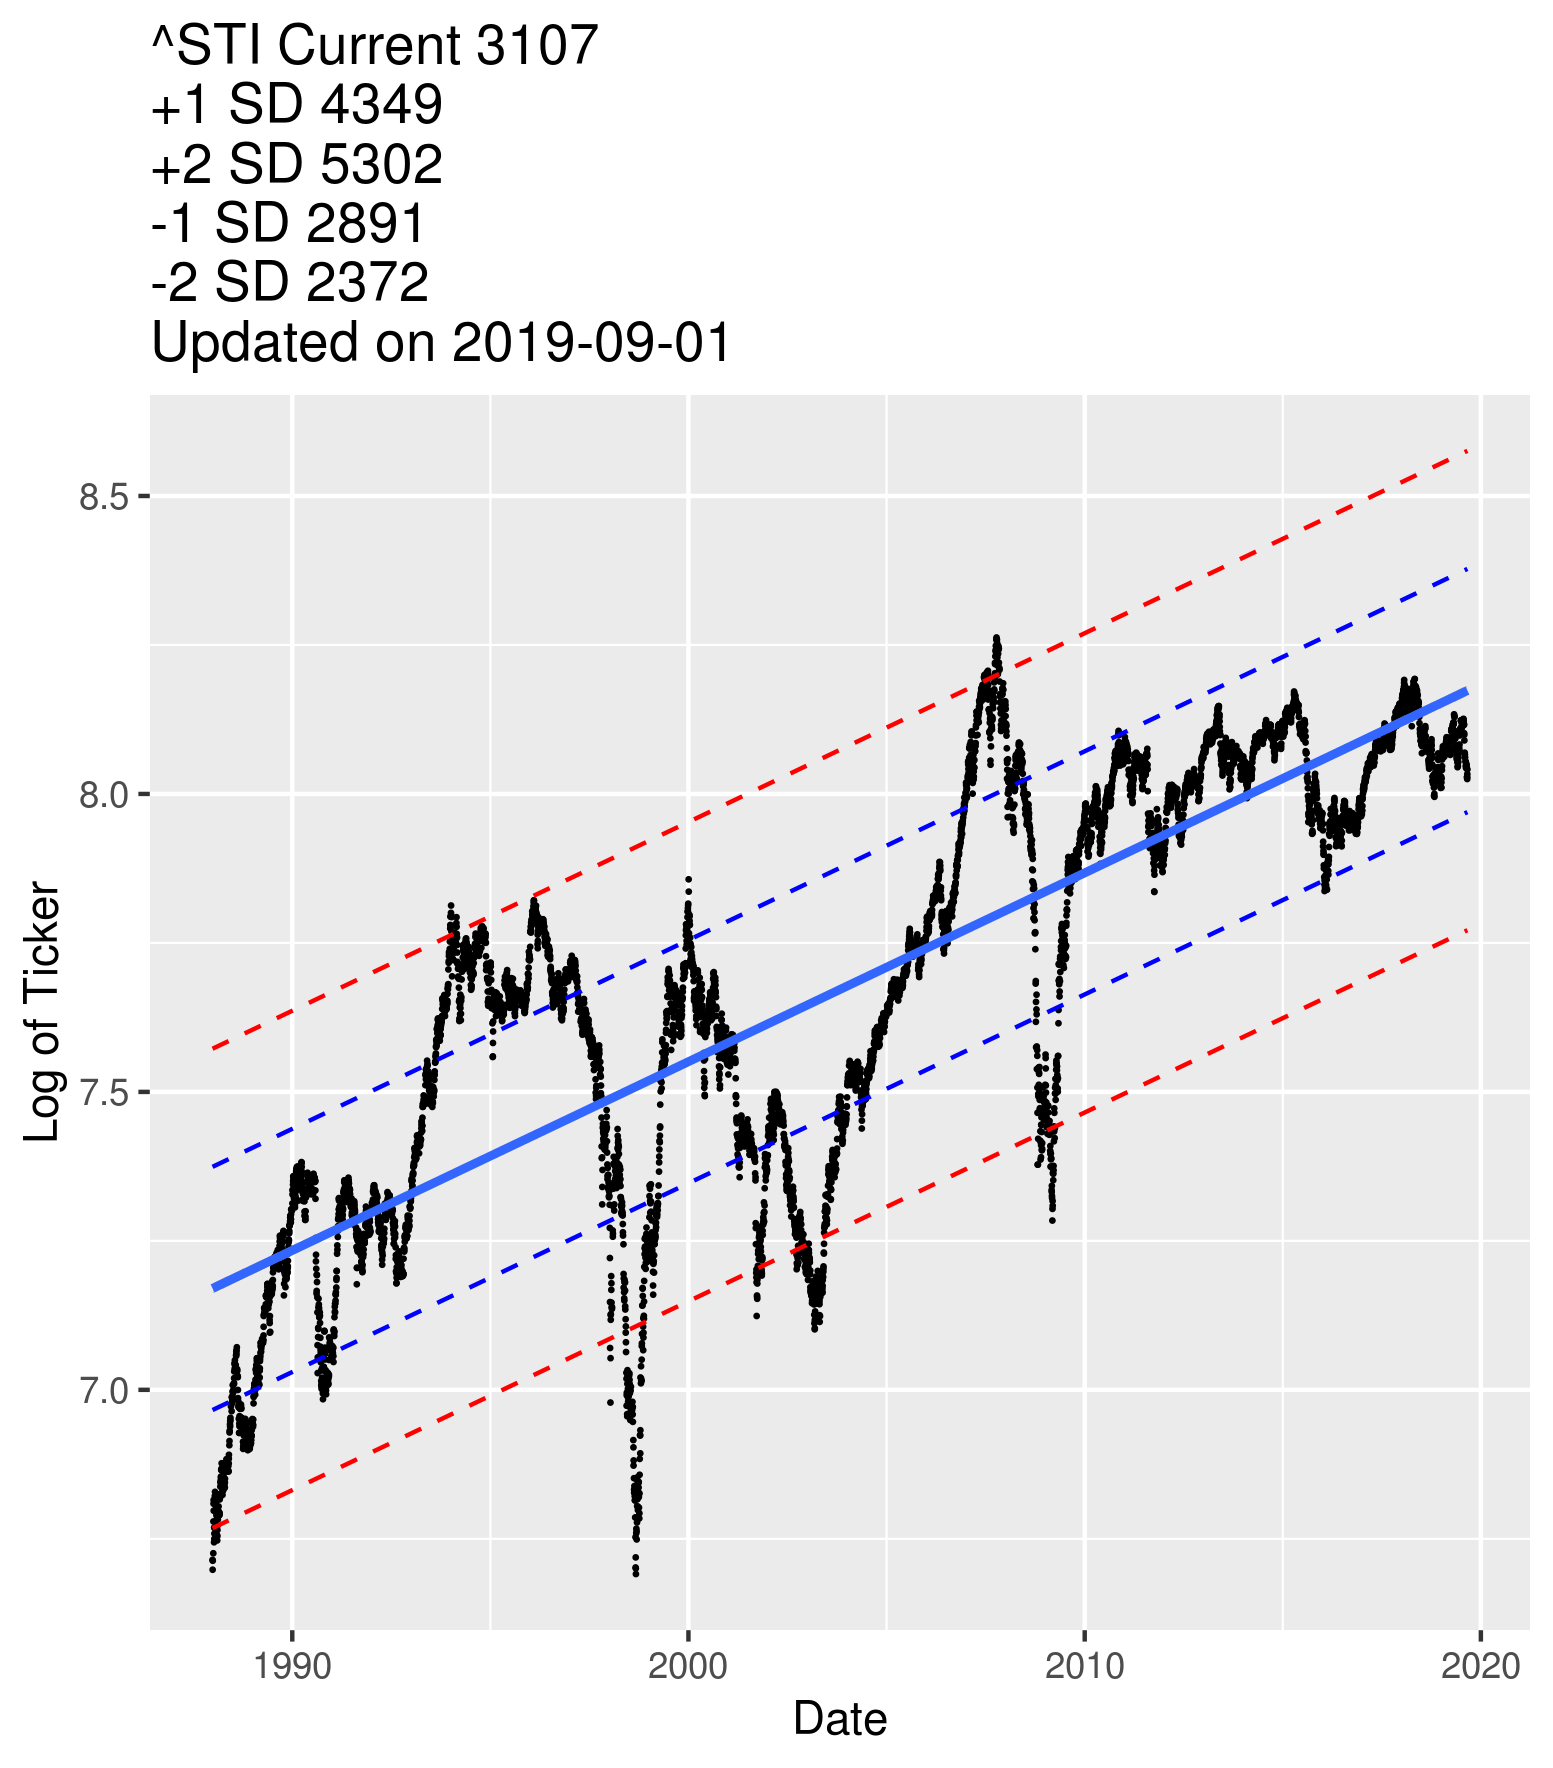 ^STI Current 3107
+1 SD 4349
+2 SD 5302
-1 SD 2891
-2 SD 2372
Updated on 2019-09-01
8.5
8.0
7.5
7.0
Log of Ticker
1990
2000
2010
2020
Date